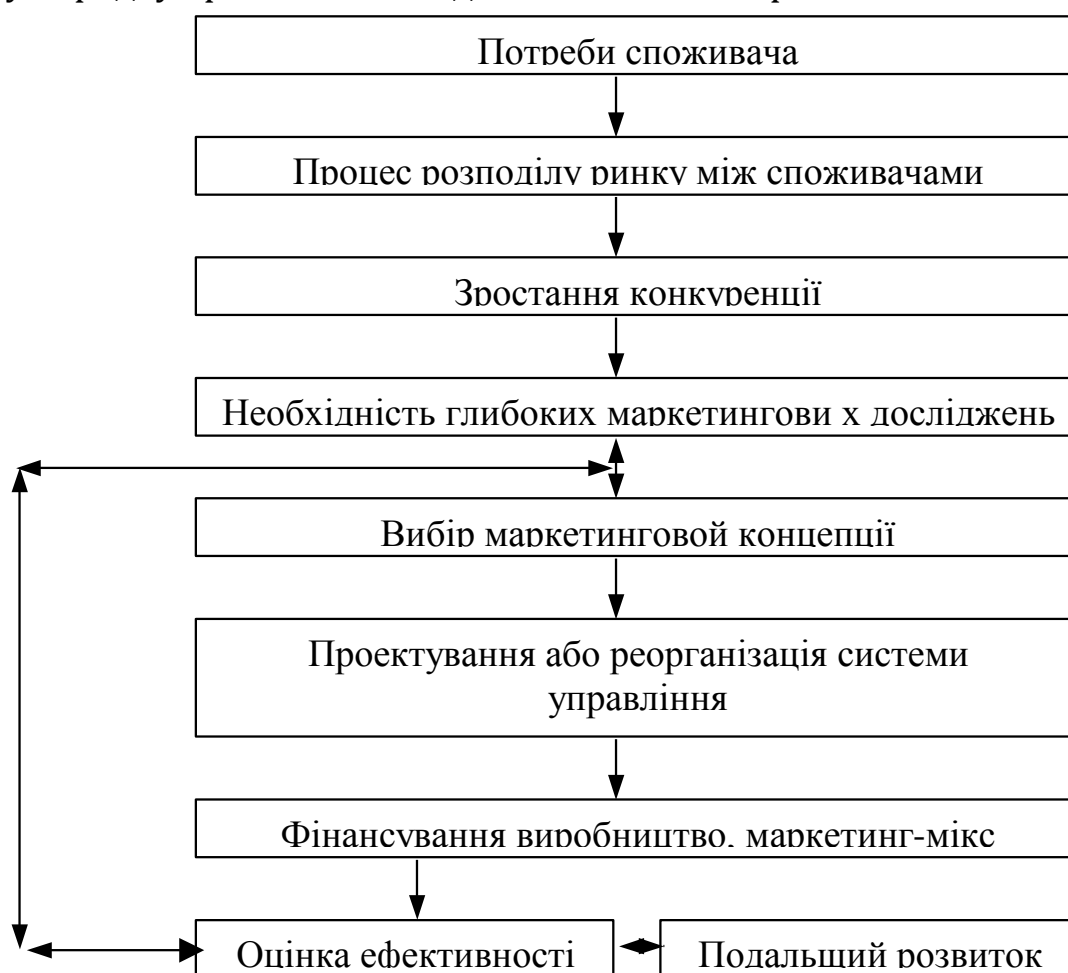 Потреби споживача
Процес розподілу ринку між споживачами
Зростання конкуренції
Необхідність глибоких маркетингови х досліджень
Вибір маркетинговой концепції
Проектування або реорганізація системи
управління
Фінансування виробництво, маркетинг-мікс
Оцінка ефективності
Подальший розвиток